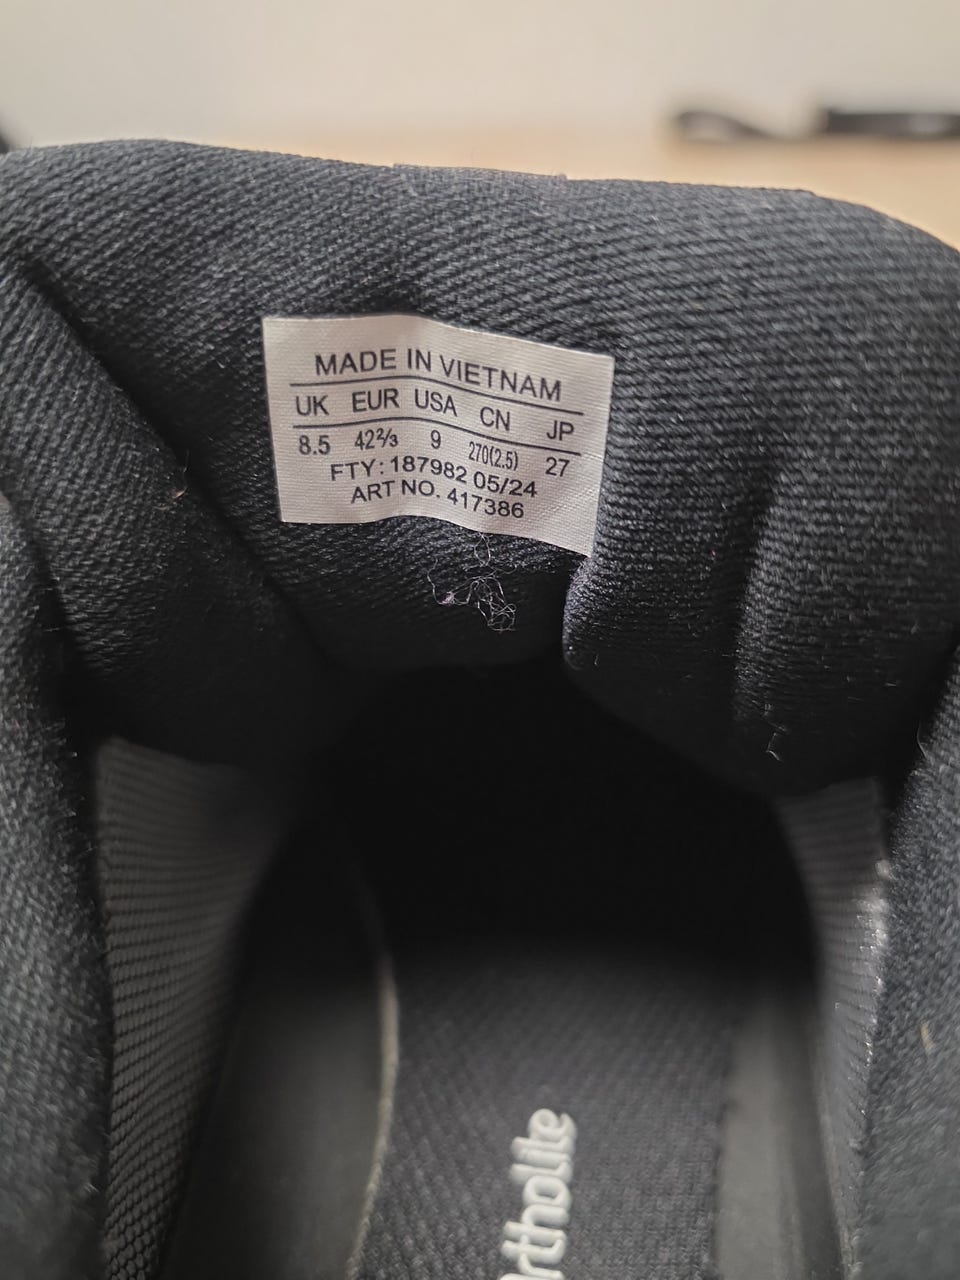 MADE IN VIETNAM
UK EUR USA CN JP
8.5 42⅔ 9 270(2.5) 27
FTY: 187982 05/24
ART NO. 417386
Ortholite